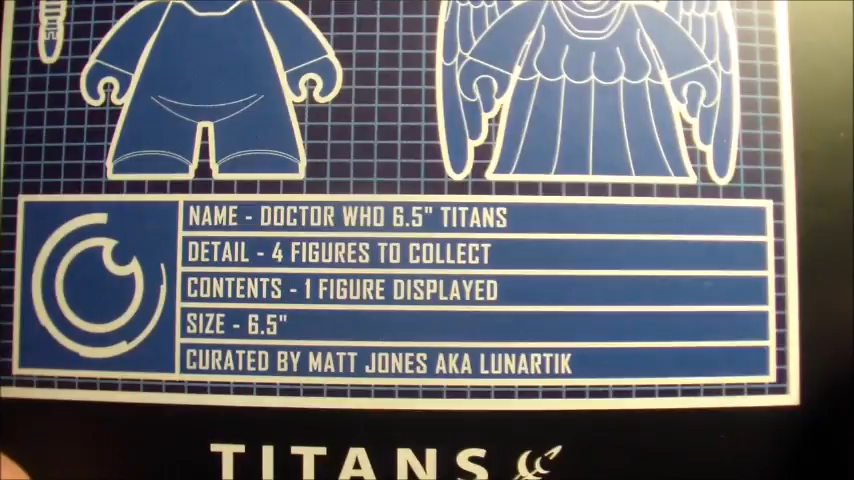 NAME - DOCTOR WHO 6.5" TITANS
DETAIL - 4 FIGURES TO COLLECT
CONTENTS - 1 FIGURE DISPLAYED
SIZE - 6.5"
CURATED BY MATT JONES AKA LUNARTIK
TITANS